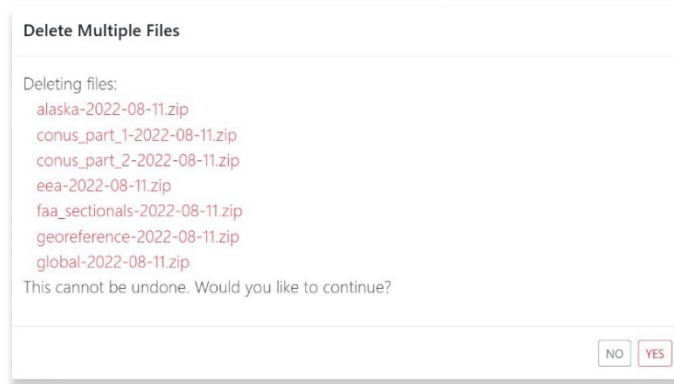 Delete Multiple Files
Deleting files:
alaska-2022-08-11.zip
conus_part_1-2022-08-11.zip
conus_part_2-2022-08-11.zip
eea-2022-08-11.zip
faa_sectionals-2022-08-11.zip
georeference-2022-08-11.zip
global-2022-08-11.zip
This cannot be undone. Would you like to continue?
NO YES